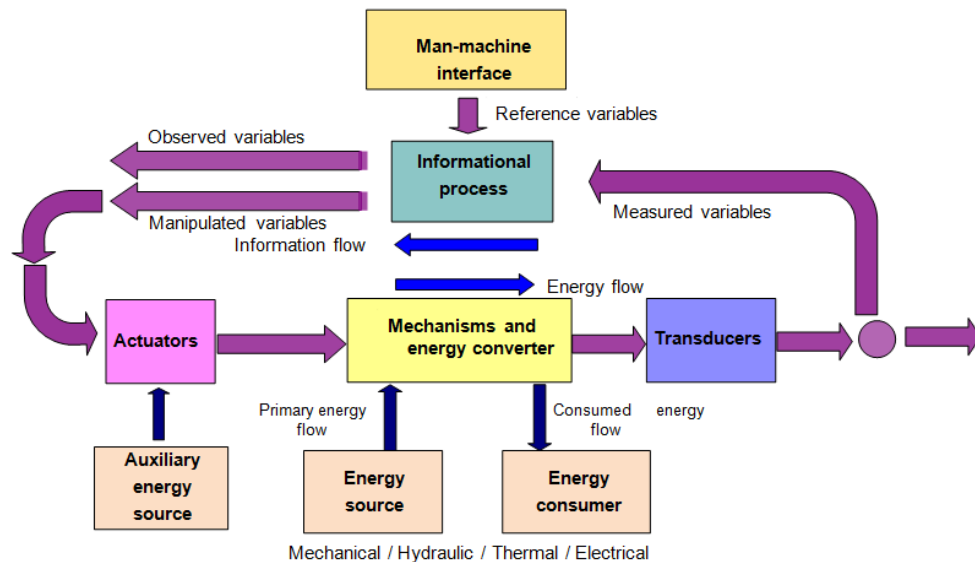 Man-machine
interface
Reference variables
Observed variables
Informational
process
Manipulated variables
Measured variables
Information flow
Energy flow
Actuators
Mechanisms and
energy converter
Transducers
Primary energy
flow
Consumed energy
flow
Auxiliary
energy
source
Energy
source
Energy
consumer
Mechanical / Hydraulic / Thermal / Electrical